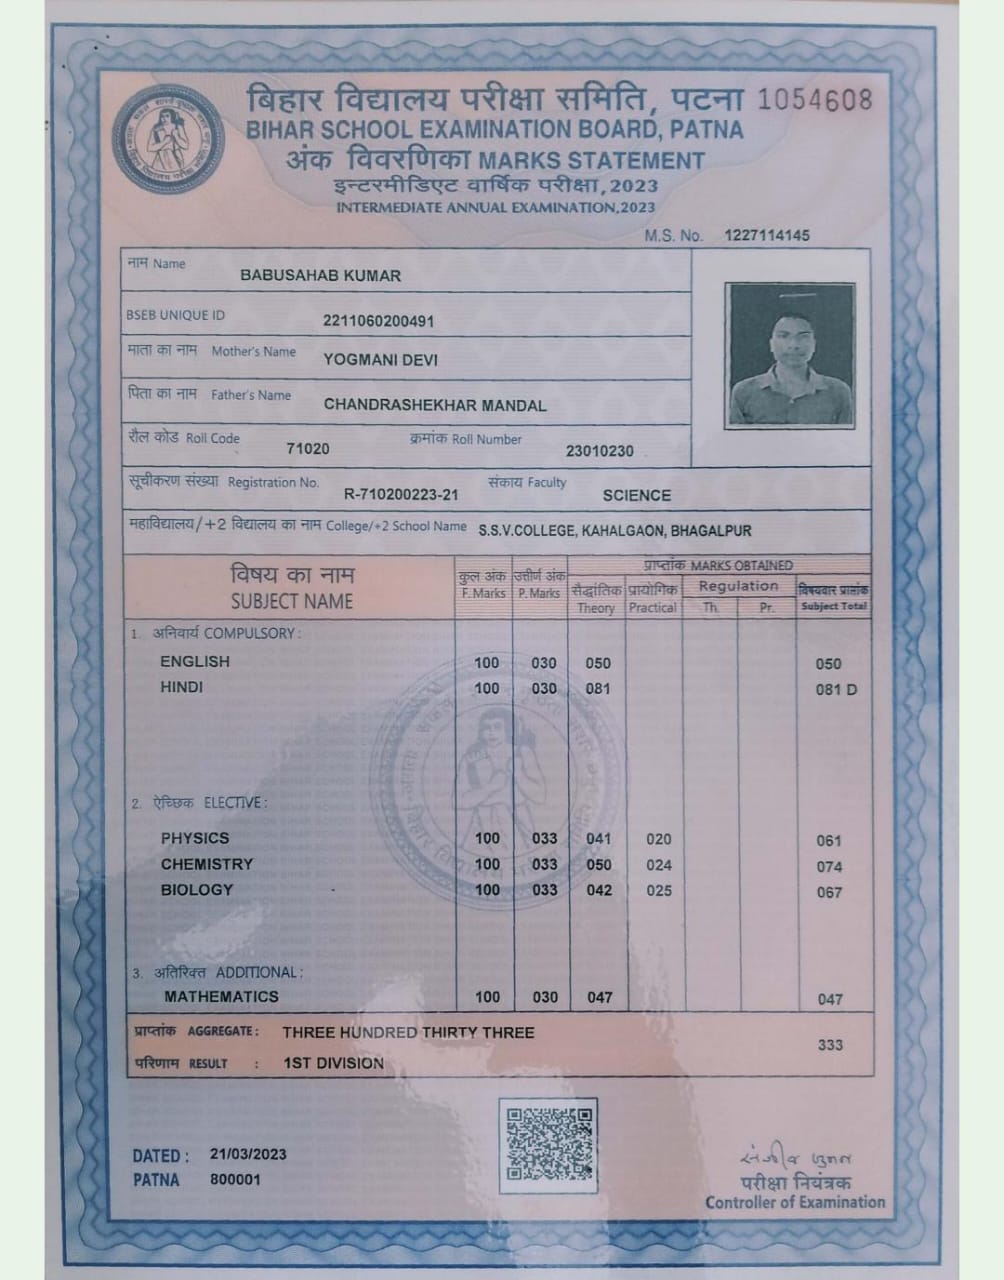 बिहार विद्यालय परीक्षा समिति, पटना 1054608
BIHAR SCHOOL EXAMINATION BOARD, PATNA
अंक विवरणिका MARKS STATEMENT
इन्टरमीडिएट वार्षिक परीक्षा, 2023
INTERMEDIATE ANNUAL EXAMINATION, 2023
M.S. No. 1227114145
नाम Name BABUSAHAB KUMAR
BSEB UNIQUE ID 2211060200491
माता का नाम Mother's Name YOGMANI DEVI
पिता का नाम Father's Name CHANDRASHEKHAR MANDAL
रौल कोड Roll Code 71020 क्रमांक Roll Number 23010230
सूचीकरण संख्या Registration No. R-710200223-21 संकाय Faculty SCIENCE
महाविद्यालय/+2 विद्यालय का नाम College/+2 School Name S.S.V.COLLEGE, KAHALGAON, BHAGALPUR
विषय का नाम कुल अंक उत्तीर्ण अंक प्राप्तांक MARKS OBTAINED
SUBJECT NAME F. Marks P. Marks सैद्धांतिक प्रायोगिक Regulation विषयवार प्राप्तांक
Theory Practical Th. Pr. Subject Total
1. अनिवार्य COMPULSORY :
ENGLISH 100 030 050 050
HINDI 100 030 081 081 D
2. ऐच्छिक ELECTIVE :
PHYSICS 100 033 041 020 061
CHEMISTRY 100 033 050 024 074
BIOLOGY 100 033 042 025 067
3. अतिरिक्त ADDITIONAL :
MATHEMATICS 100 030 047 047
प्राप्तांक AGGREGATE : THREE HUNDRED THIRTY THREE 333
परिणाम RESULT : 1ST DIVISION
DATED : 21/03/2023
PATNA 800001
परीक्षा नियंत्रक
Controller of Examination